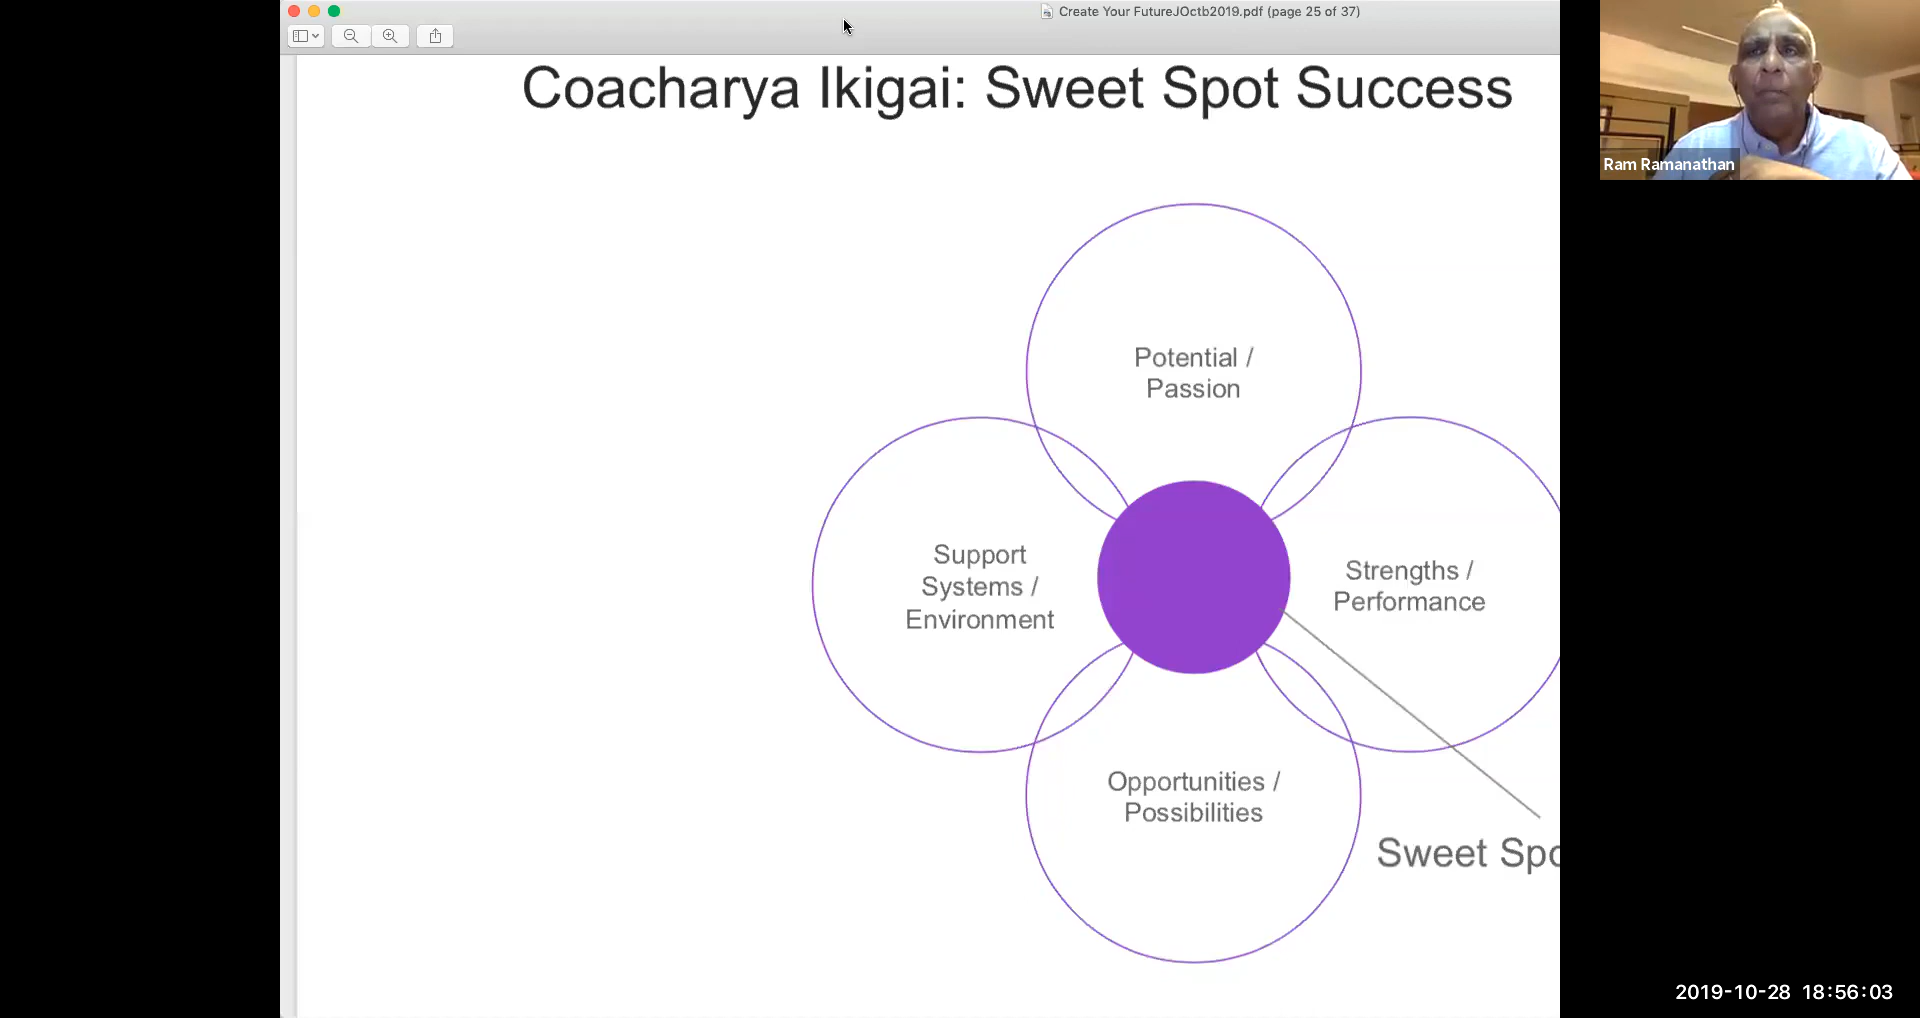 Create Your FutureJOctb2019.pdf (page 25 of 37)
Coacharya Ikigai: Sweet Spot Success
Ram Ramanathan
Potential /
Passion
Support
Systems /
Environment
Strengths /
Performance
Opportunities /
Possibilities
Sweet Spo
2019-10-28 18:56:03